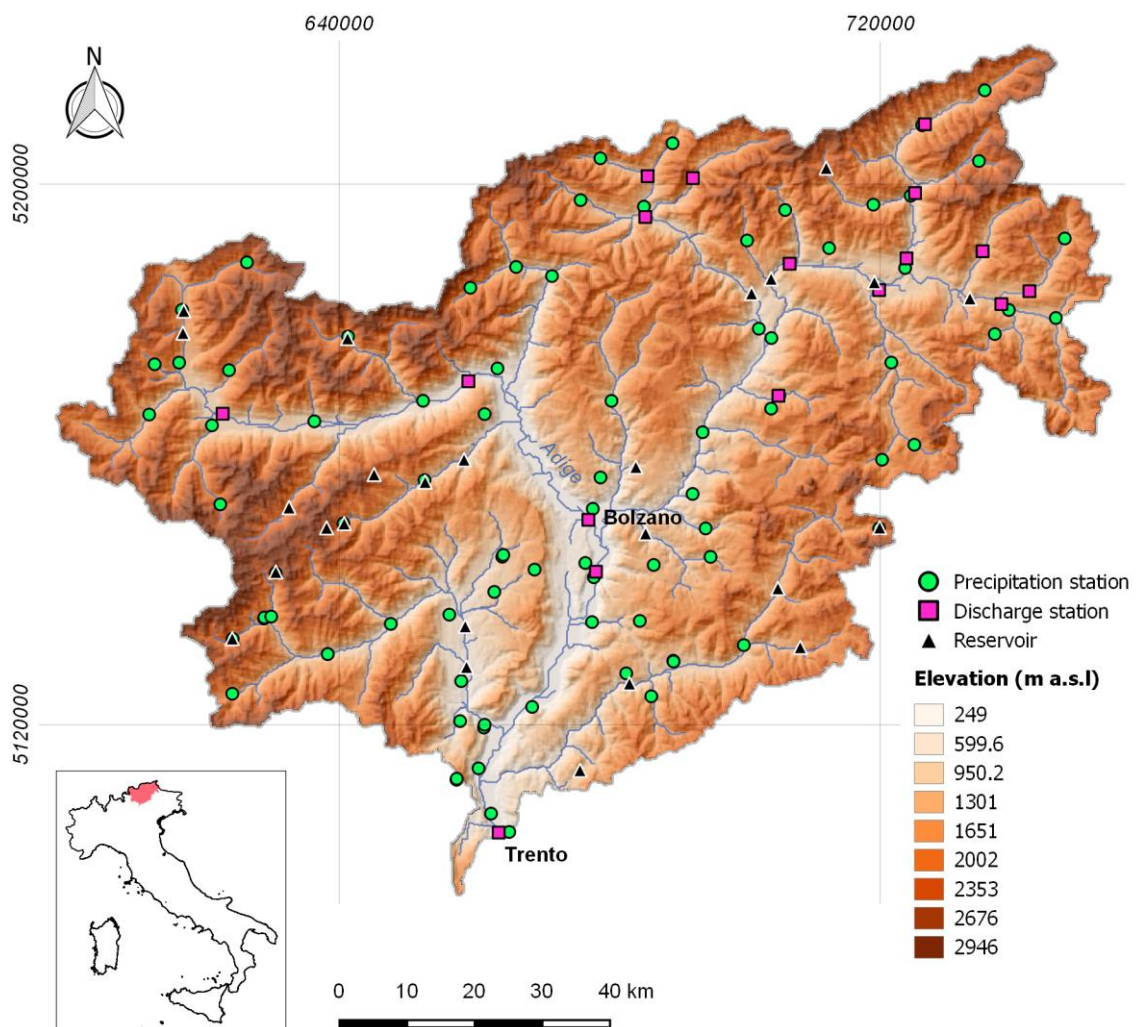 640000
720000
N
5200000
Adige
Bolzano
Precipitation station
Discharge station
Reservoir
Elevation (m a.s.l)
249
599.6
950.2
1301
1651
2002
2353
2676
2946
5120000
Trento
0 10 20 30 40 km